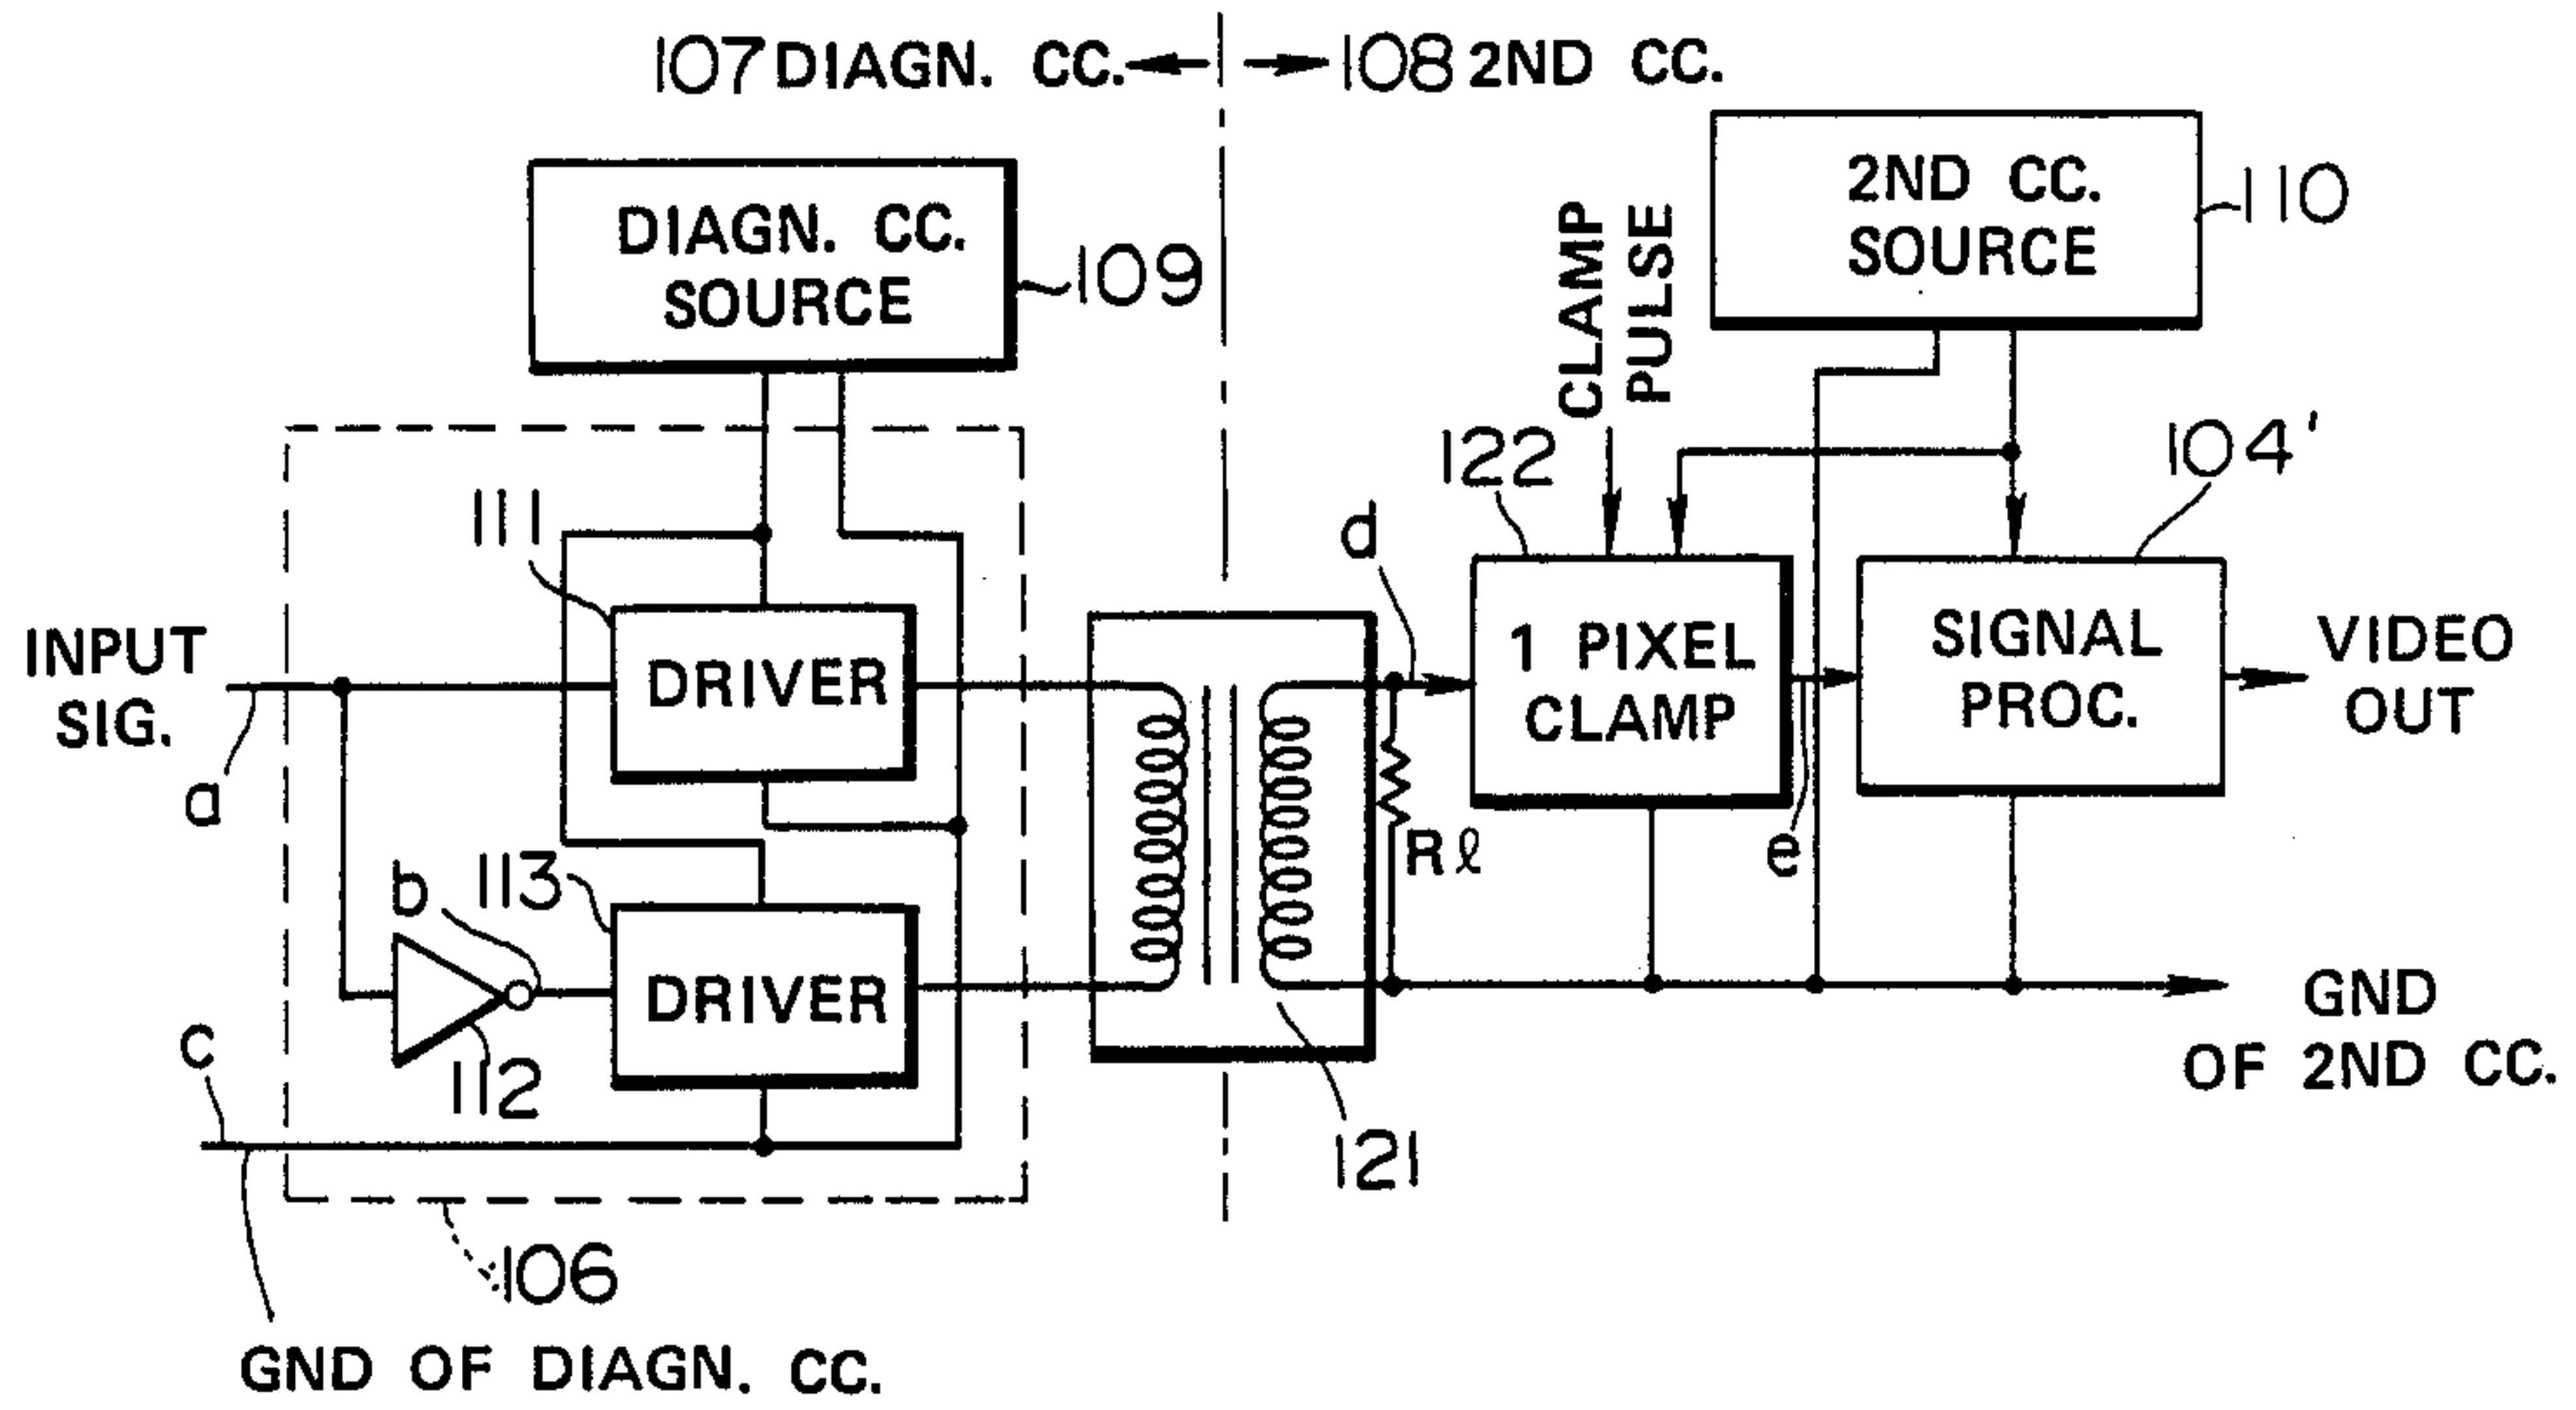 107 DIAGN. CC.
108 2ND CC.
DIAGN. CC.
SOURCE
109
2ND CC.
SOURCE
110
CLAMP
PULSE
111
122
104'
d
INPUT
SIG.
a
DRIVER
1 PIXEL
CLAMP
SIGNAL
PROC.
VIDEO
OUT
Rℓ
e
b
113
c
112
DRIVER
GND
OF 2ND CC.
121
106
GND OF DIAGN. CC.